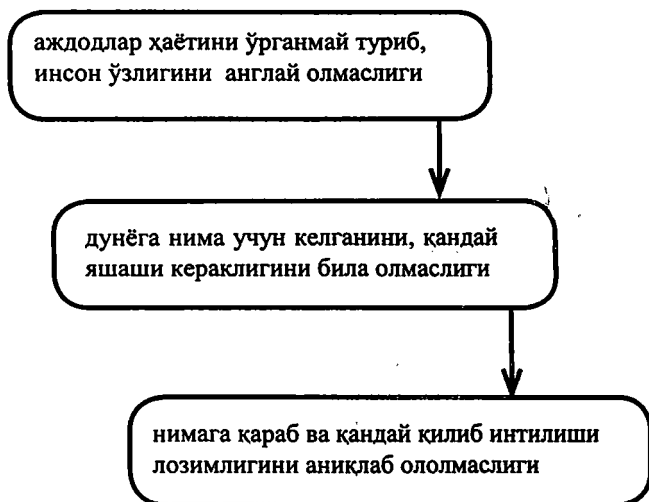 аждодлар ҳаётини ўрганмай туриб,
инсон ўзлигини англай олмаслиги
дунёга нима учун келганини, қандай
яшаши кераклигини била олмаслиги
нимага қараб ва қандай қилиб интилиши
лозимлигини аниқлаб ололмаслиги